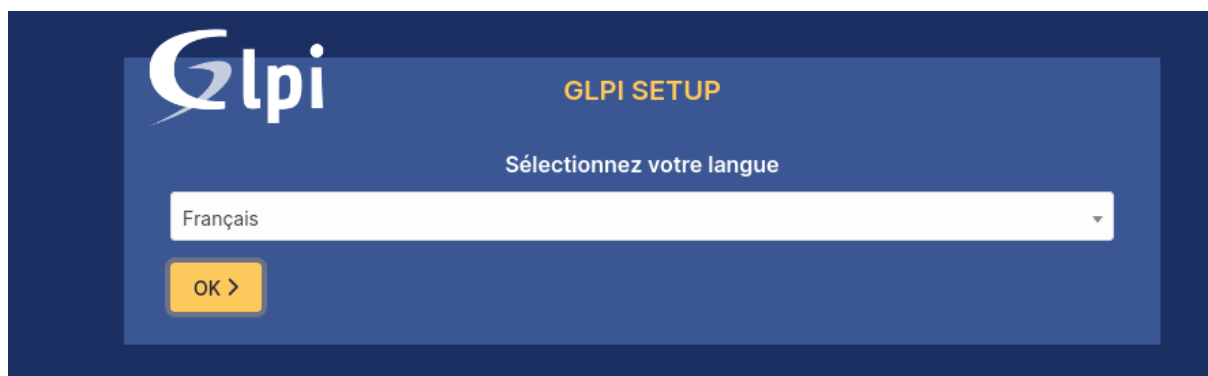 Glpi
GLPI SETUP
Sélectionnez votre langue
Français
OK